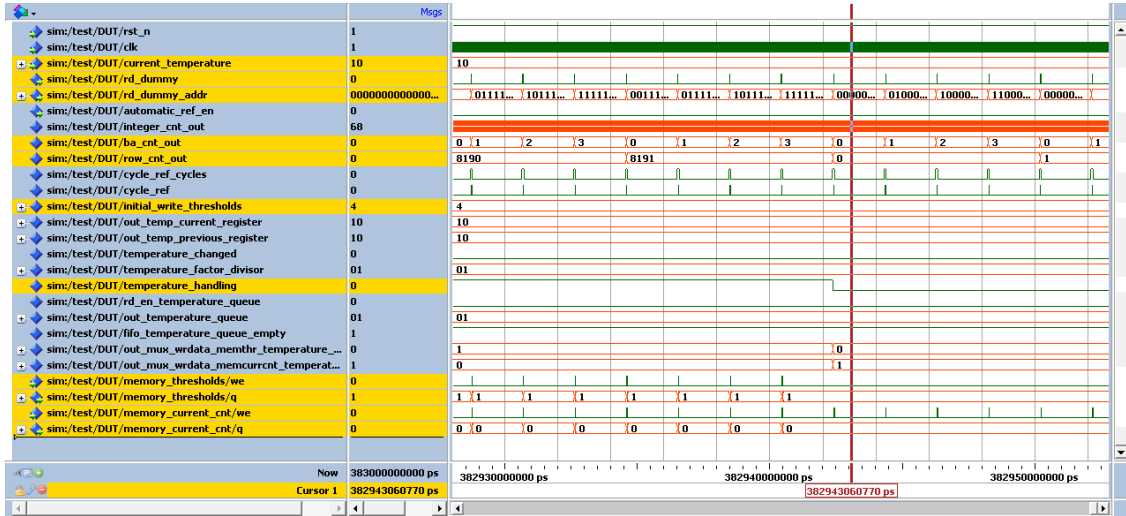 Msgs
sim:/test/DUT/rst_n 1
sim:/test/DUT/clk 1
sim:/test/DUT/current_temperature 10 10
sim:/test/DUT/rd_dummy 0
sim:/test/DUT/rd_dummy_addr 0000000000000... 01111... 10111... 11111... 00111... 01111... 10111... 11111... 00000... 01000... 10000... 11000... 00000...
sim:/test/DUT/automatic_ref_en 0
sim:/test/DUT/integer_cnt_out 68
sim:/test/DUT/ba_cnt_out 0 0 1 2 3 0 1 2 3 0 1 2 3 0 1
sim:/test/DUT/row_cnt_out 0 8190 8191 0 1
sim:/test/DUT/cycle_ref_cycles 0
sim:/test/DUT/cycle_ref 0
sim:/test/DUT/initial_write_thresholds 4 4
sim:/test/DUT/out_temp_current_register 10 10
sim:/test/DUT/out_temp_previous_register 10 10
sim:/test/DUT/temperature_changed 0
sim:/test/DUT/temperature_factor_divisor 01 01
sim:/test/DUT/temperature_handling 0
sim:/test/DUT/rd_en_temperature_queue 0
sim:/test/DUT/out_temperature_queue 01 01
sim:/test/DUT/fifo_temperature_queue_empty 1
sim:/test/DUT/out_mux_wrdata_memthr_temperature_... 0 1 0
sim:/test/DUT/out_mux_wrdata_memcurrcnt_temperat... 1 0 1
sim:/test/DUT/memory_thresholds/we 0
sim:/test/DUT/memory_thresholds/q 1 1 1 1 1 1 1 1 1
sim:/test/DUT/memory_current_cnt/we 0
sim:/test/DUT/memory_current_cnt/q 0 0 0 0 0 0 0 0 0
Now 383000000000 ps 382930000000 ps 382940000000 ps 382950000000 ps
Cursor 1 382943060770 ps 382943060770 ps